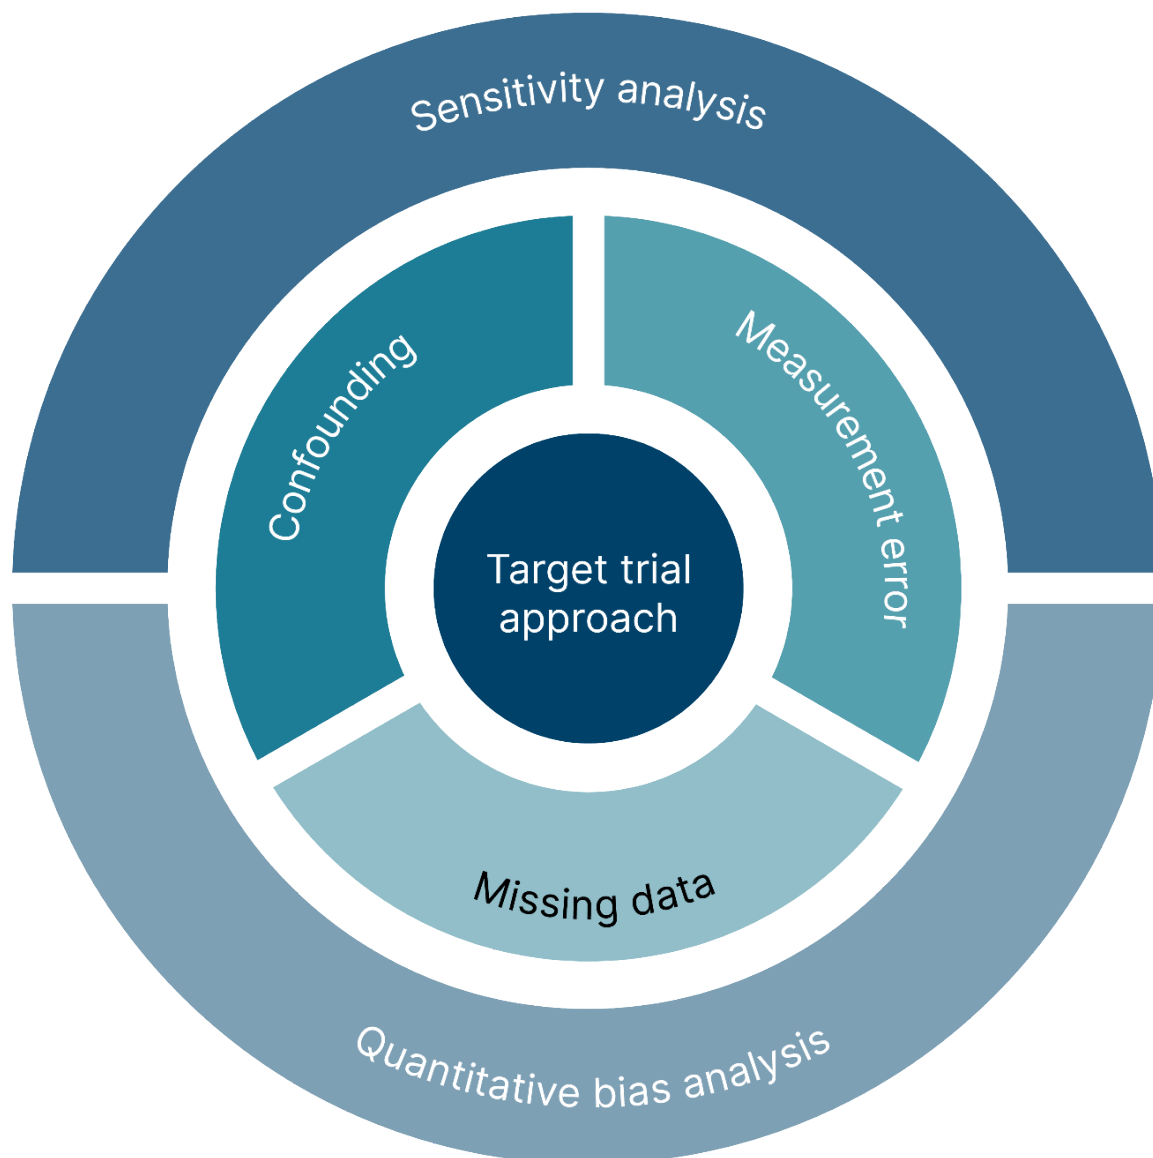 Sensitivity analysis
Confounding
Measurement error
Target trial
approach
Missing data
Quantitative bias analysis